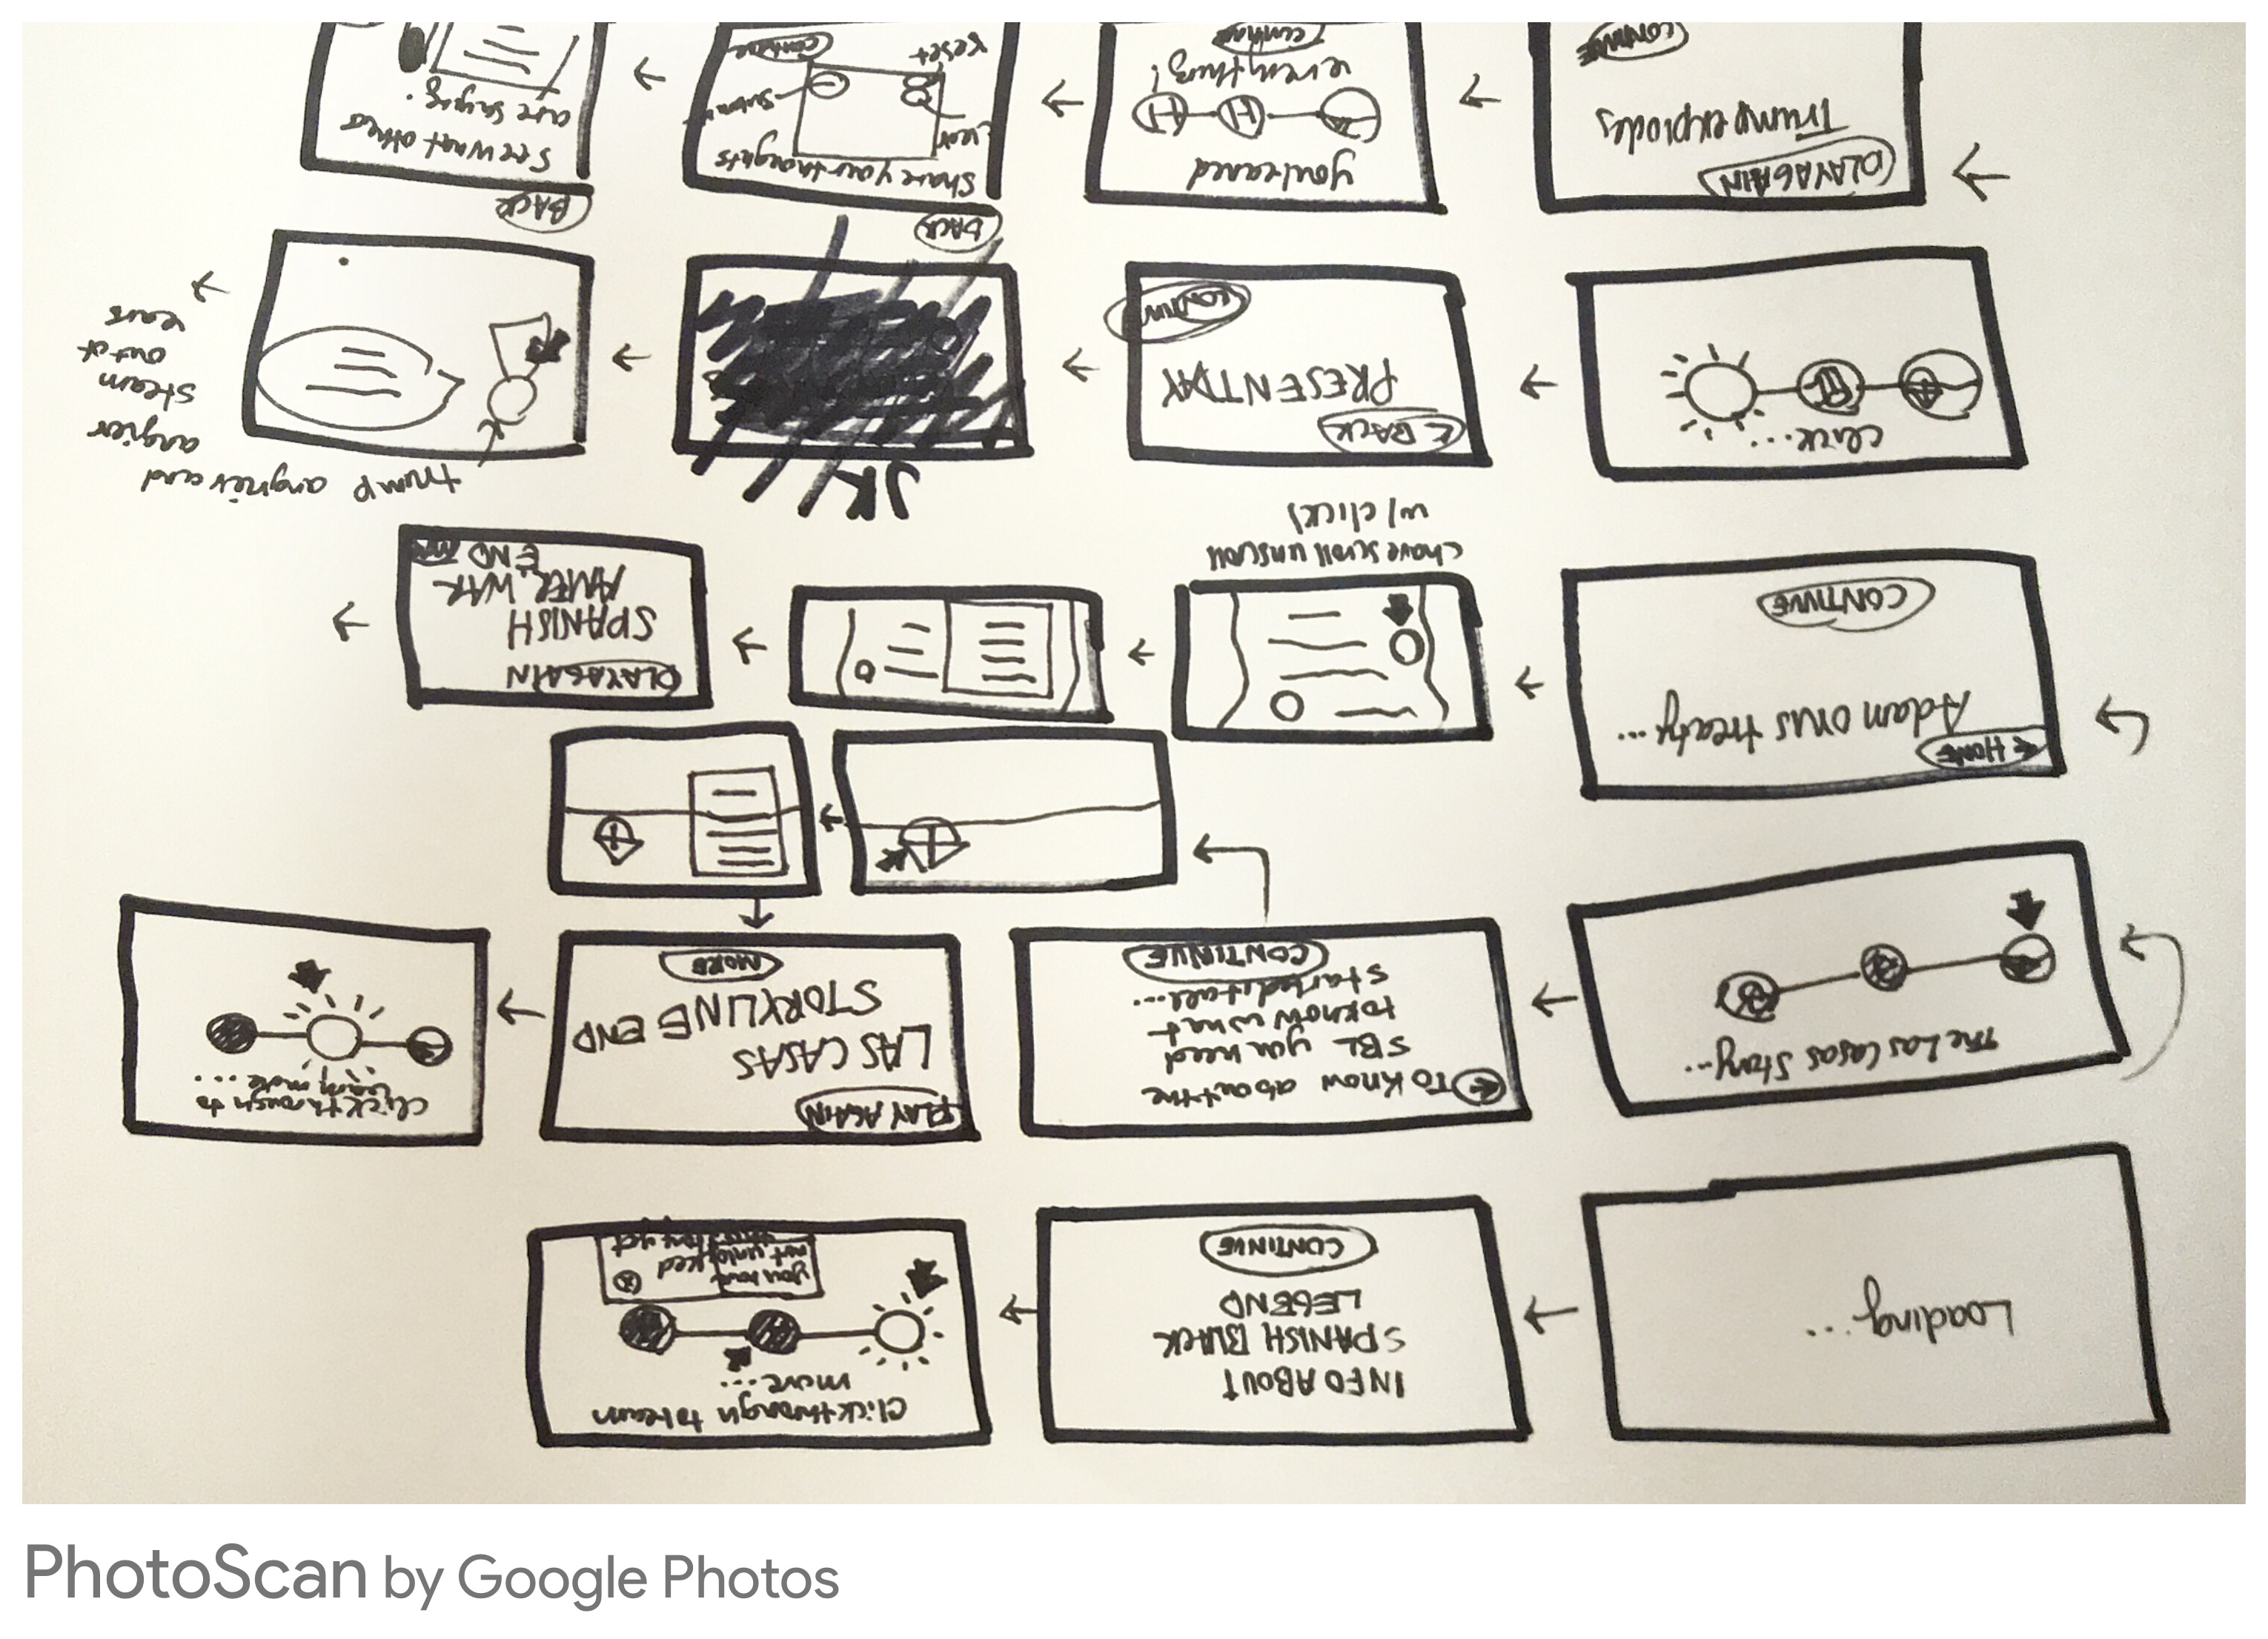 PhotoScan by Google Photos
Loading...
INFO ABOUT
SPANISH BLACK
LEGEND
CONTINUE
Click through to learn
more...
you have
not unlocked
yet
The Las Casas Story...
To Know about the
SBL you need
to know what
started it all...
CONTINUE
PLAY AGAIN
LAS CASAS
STORYLINE END
MORE
Click through to
learn more...
← HOME
Adam onus treaty...
CONTINUE
(have scroll unscroll
w/ click)
PLAY AGAIN
SPANISH
AMER. WAR
END
click...
← BACK
PRESENT DAY
CONTINU
JK
trump angrier and
angier
steam
out of
ears
PLAY AGAIN
Trump explodes
CONTINUE
you leaned
everything!
continue
BACK
Share your thoughts
clear
submit
reset
continue
BACK
See what others
are saying.